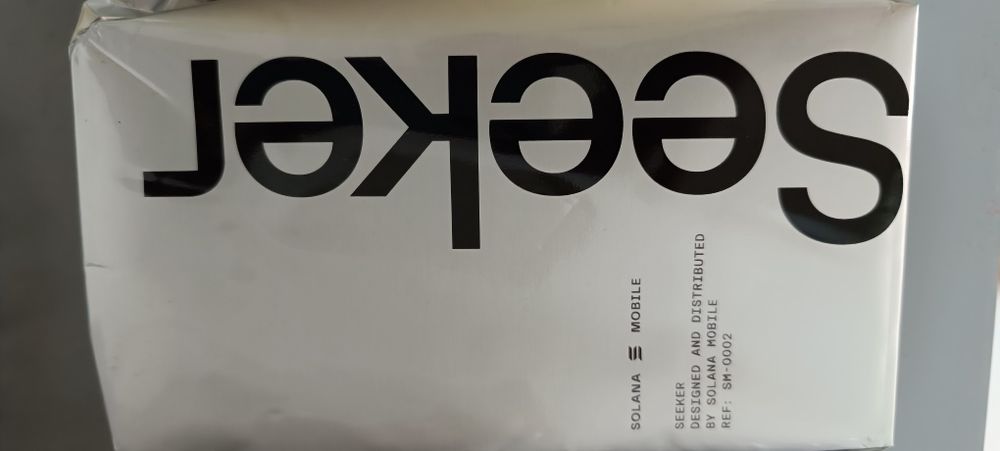 Seeker
SOLANA MOBILE
SEEKER
DESIGNED AND DISTRIBUTED
BY SOLANA MOBILE
REF: SM-0002